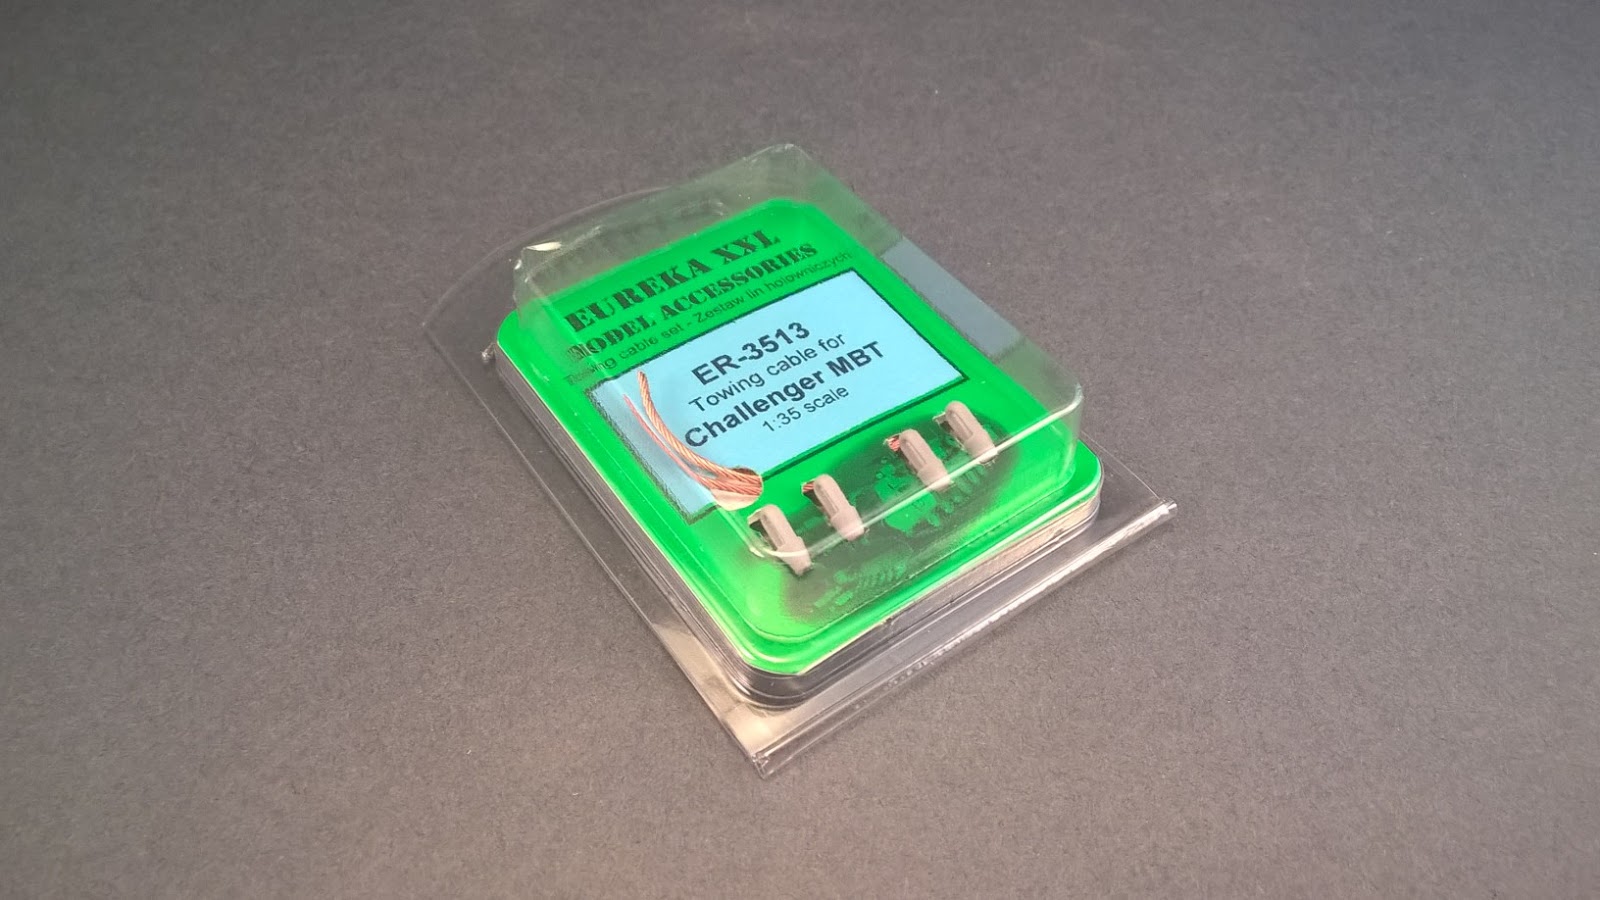 EUREKA XXL
MODEL ACCESSORIES
Towing cable set - Zestaw lin holowniczych
ER-3513
Towing cable for
Challenger MBT
1:35 scale